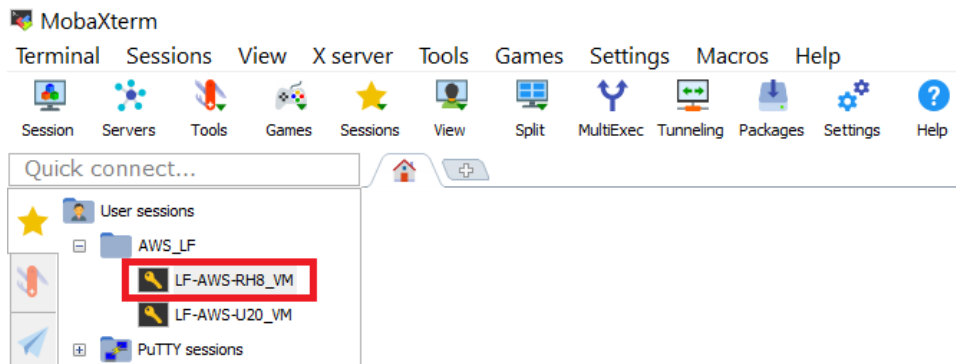 MobaXterm
Terminal Sessions View X server Tools Games Settings Macros Help
Session Servers Tools Games Sessions View Split MultiExec Tunneling Packages Settings Help
Quick connect...
User sessions
AWS_LF
LF-AWS-RH8_VM
LF-AWS-U20_VM
PuTTY sessions